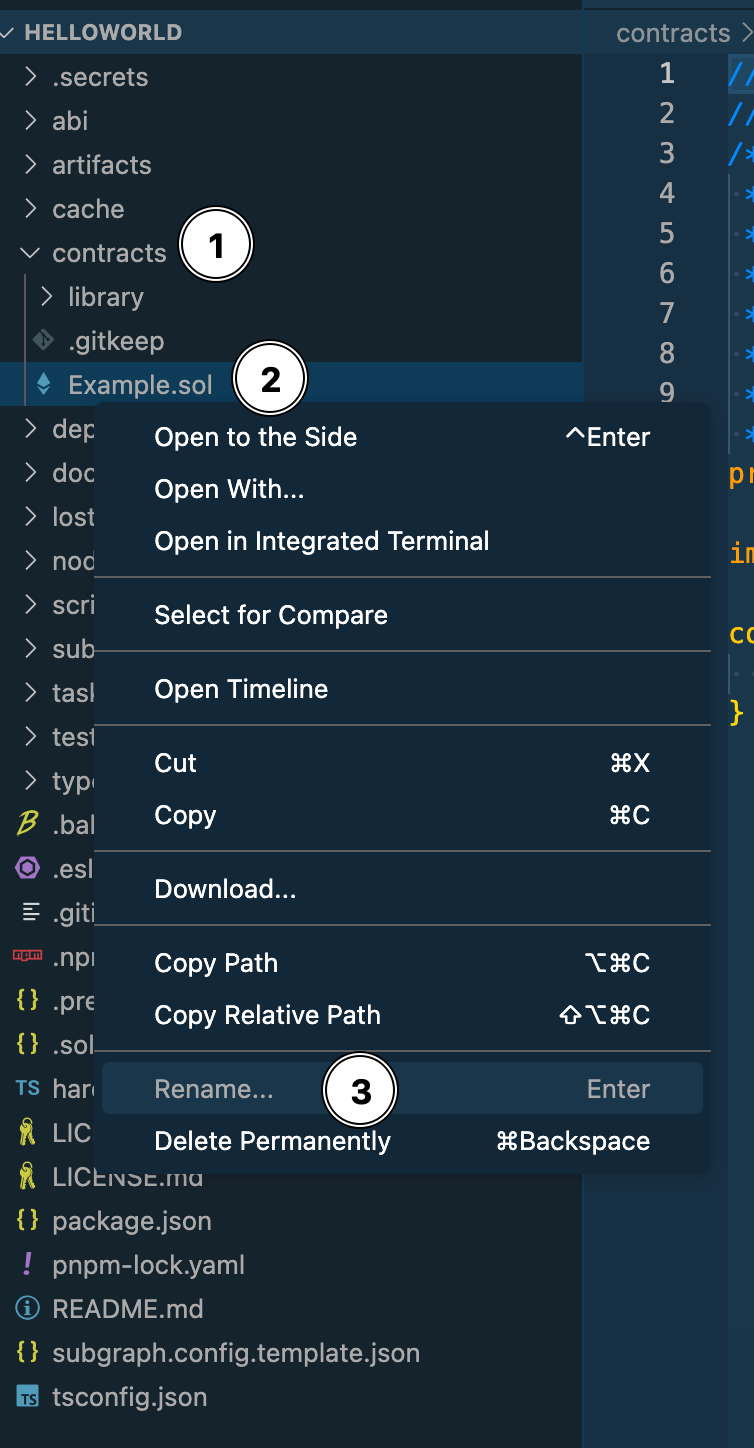 HELLOWORLD
.secrets
abi
artifacts
cache
contracts
1
library
.gitkeep
Example.sol
2
dep
doc
lost
nod
scri
sub
task
test
type
.bal
.esl
.giti
.npr
.pre
.sol
TS hard
LIC
LICENSE.md
package.json
pnpm-lock.yaml
README.md
subgraph.config.template.json
TS tsconfig.json
Open to the Side ^Enter
Open With...
Open in Integrated Terminal
Select for Compare
Open Timeline
Cut ⌘X
Copy ⌘C
Download...
Copy Path ⌥⌘C
Copy Relative Path ⇧⌥⌘C
Rename... Enter
3
Delete Permanently ⌘Backspace
contracts >
1 //
2 //
3 /*
4 *
5 *
6 *
7 *
8 *
9 *
*
pr
im
co
}